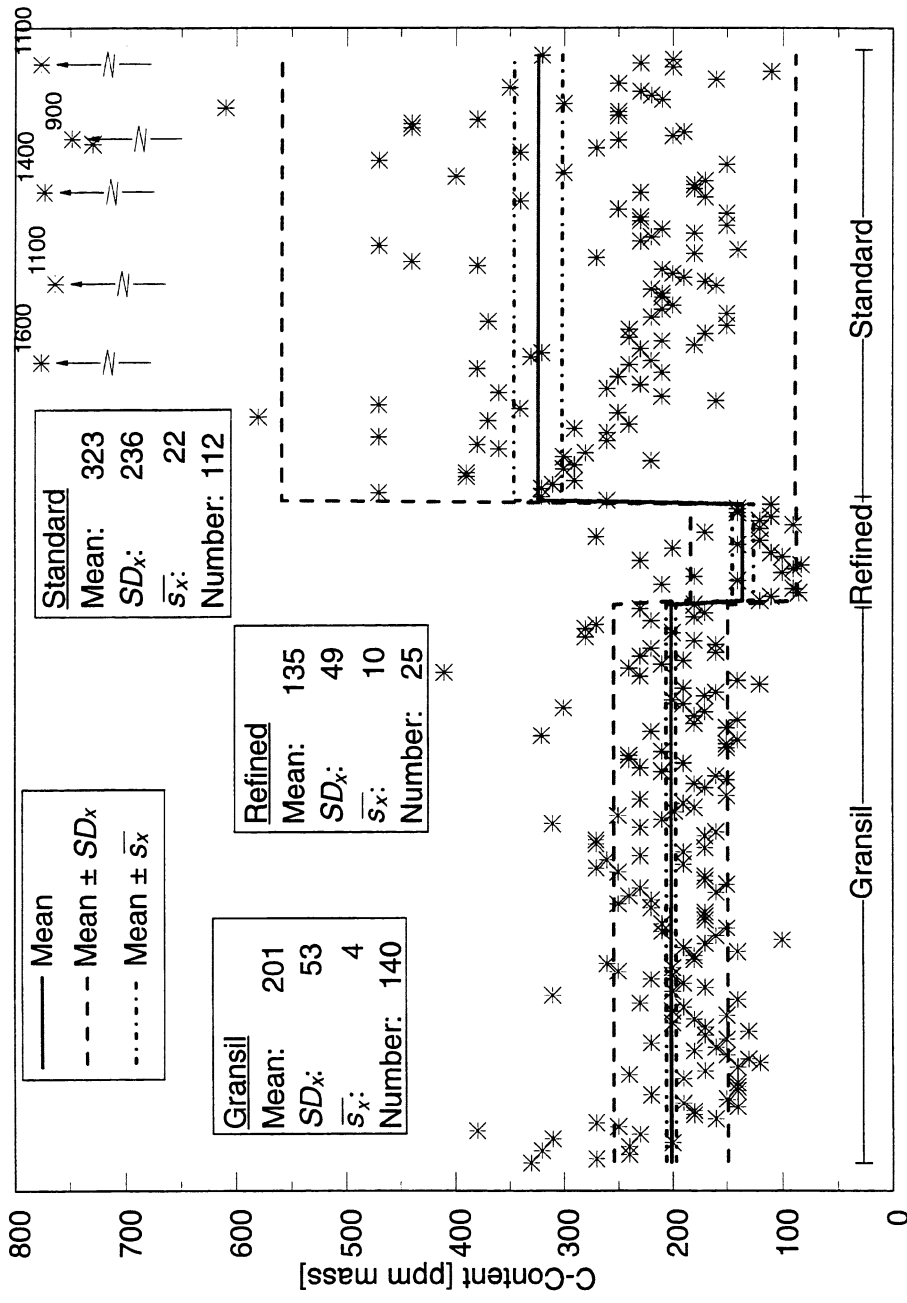 1600
1100
1400
900
1100
Mean
Mean ± SDx
Mean ± s̅x
Gransil
Mean: 201
SDx: 53
s̅x: 4
Number: 140
Refined
Mean: 135
SDx: 49
s̅x: 10
Number: 25
Standard
Mean: 323
SDx: 236
s̅x: 22
Number: 112
C-Content [ppm mass]
800
700
600
500
400
300
200
100
0
Gransil
Refined
Standard